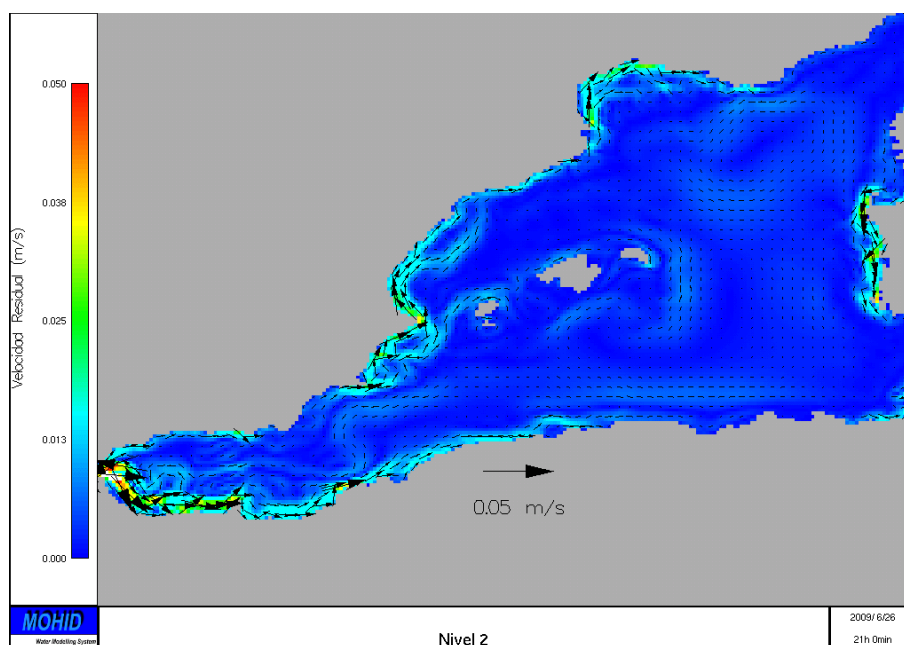 0.050
0.038
0.025
0.013
0.000
Velocidad Residual (m/s)
0.05 m/s
MOHID
Water Modelling System
Nivel 2
2009/6/26
21h 0min